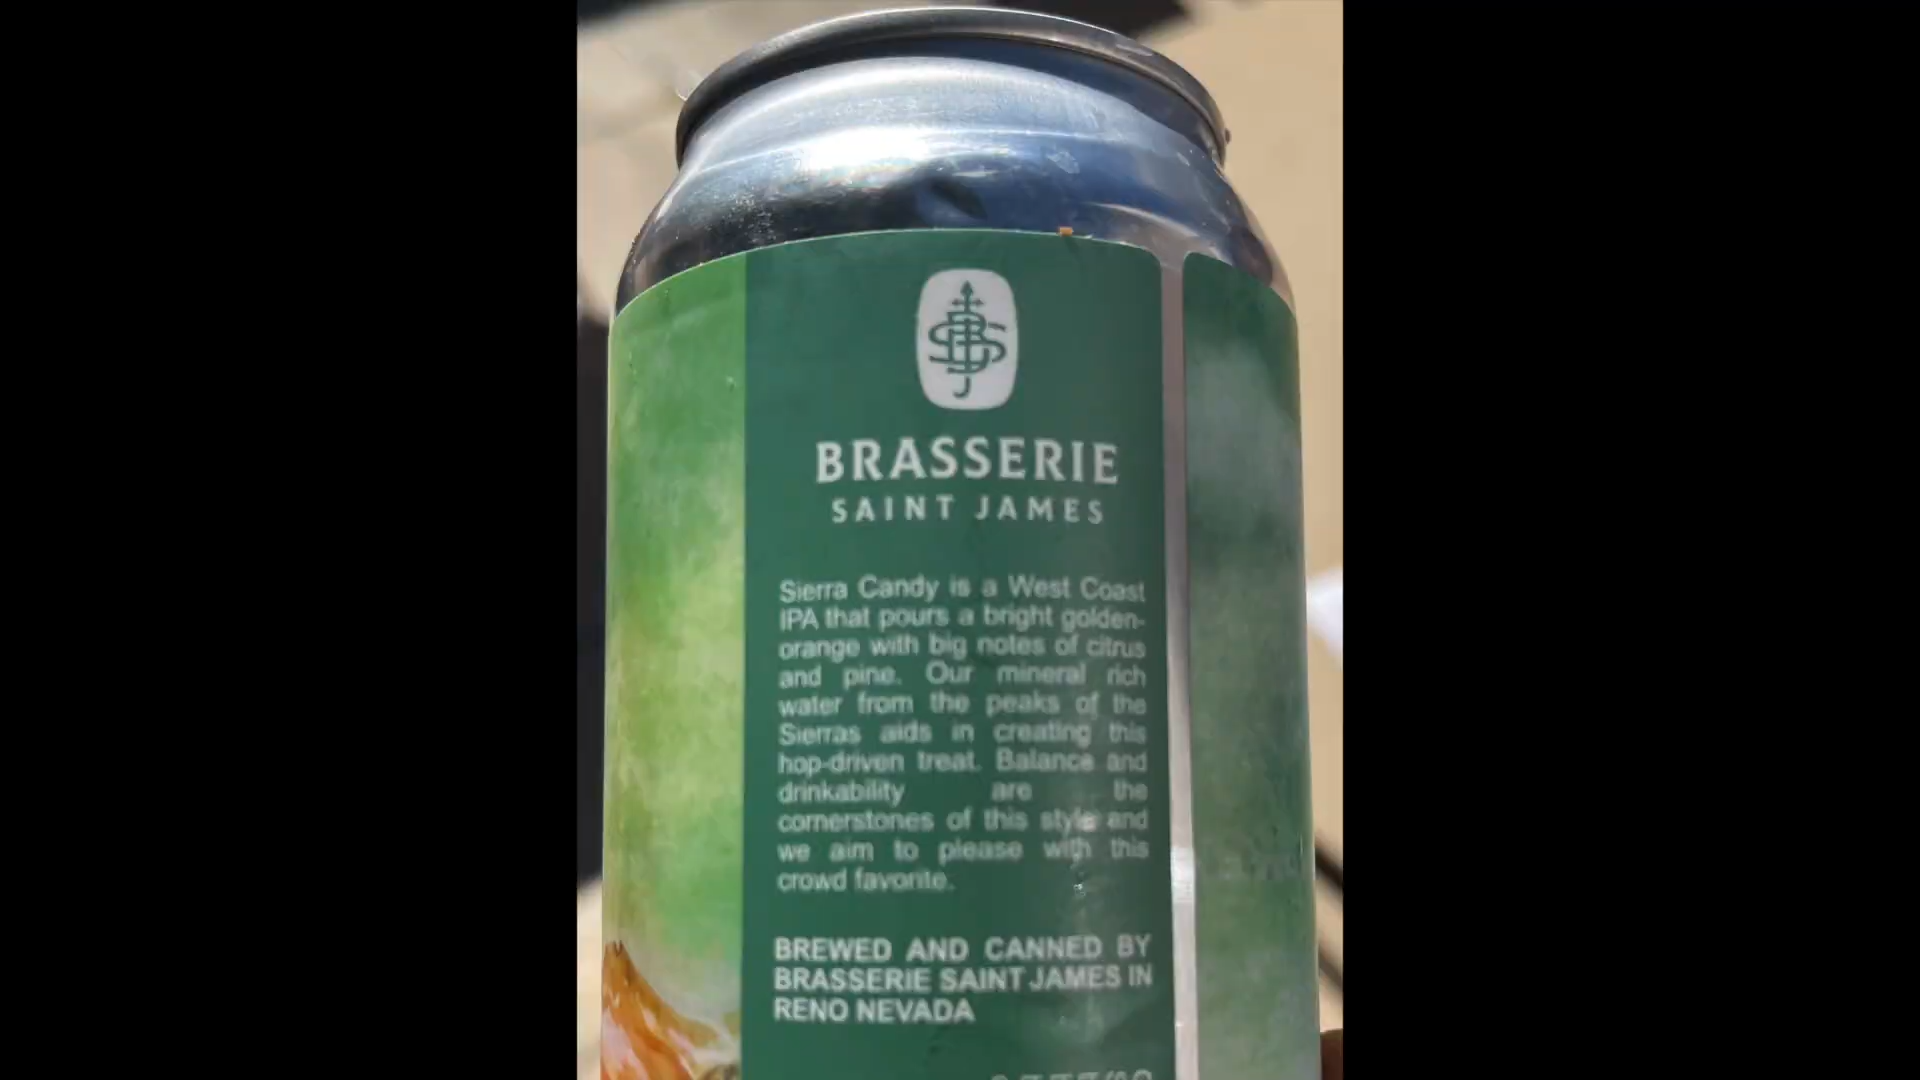 BRASSERIE
SAINT JAMES
Sierra Candy is a West Coast
IPA that pours a bright golden-
orange with big notes of citrus
and pine. Our mineral rich
water from the peaks of the
Sierras aids in creating this
hop-driven treat. Balance and
drinkability are the
cornerstones of this style and
we aim to please with this
crowd favorite.
BREWED AND CANNED BY
BRASSERIE SAINT JAMES IN
RENO NEVADA